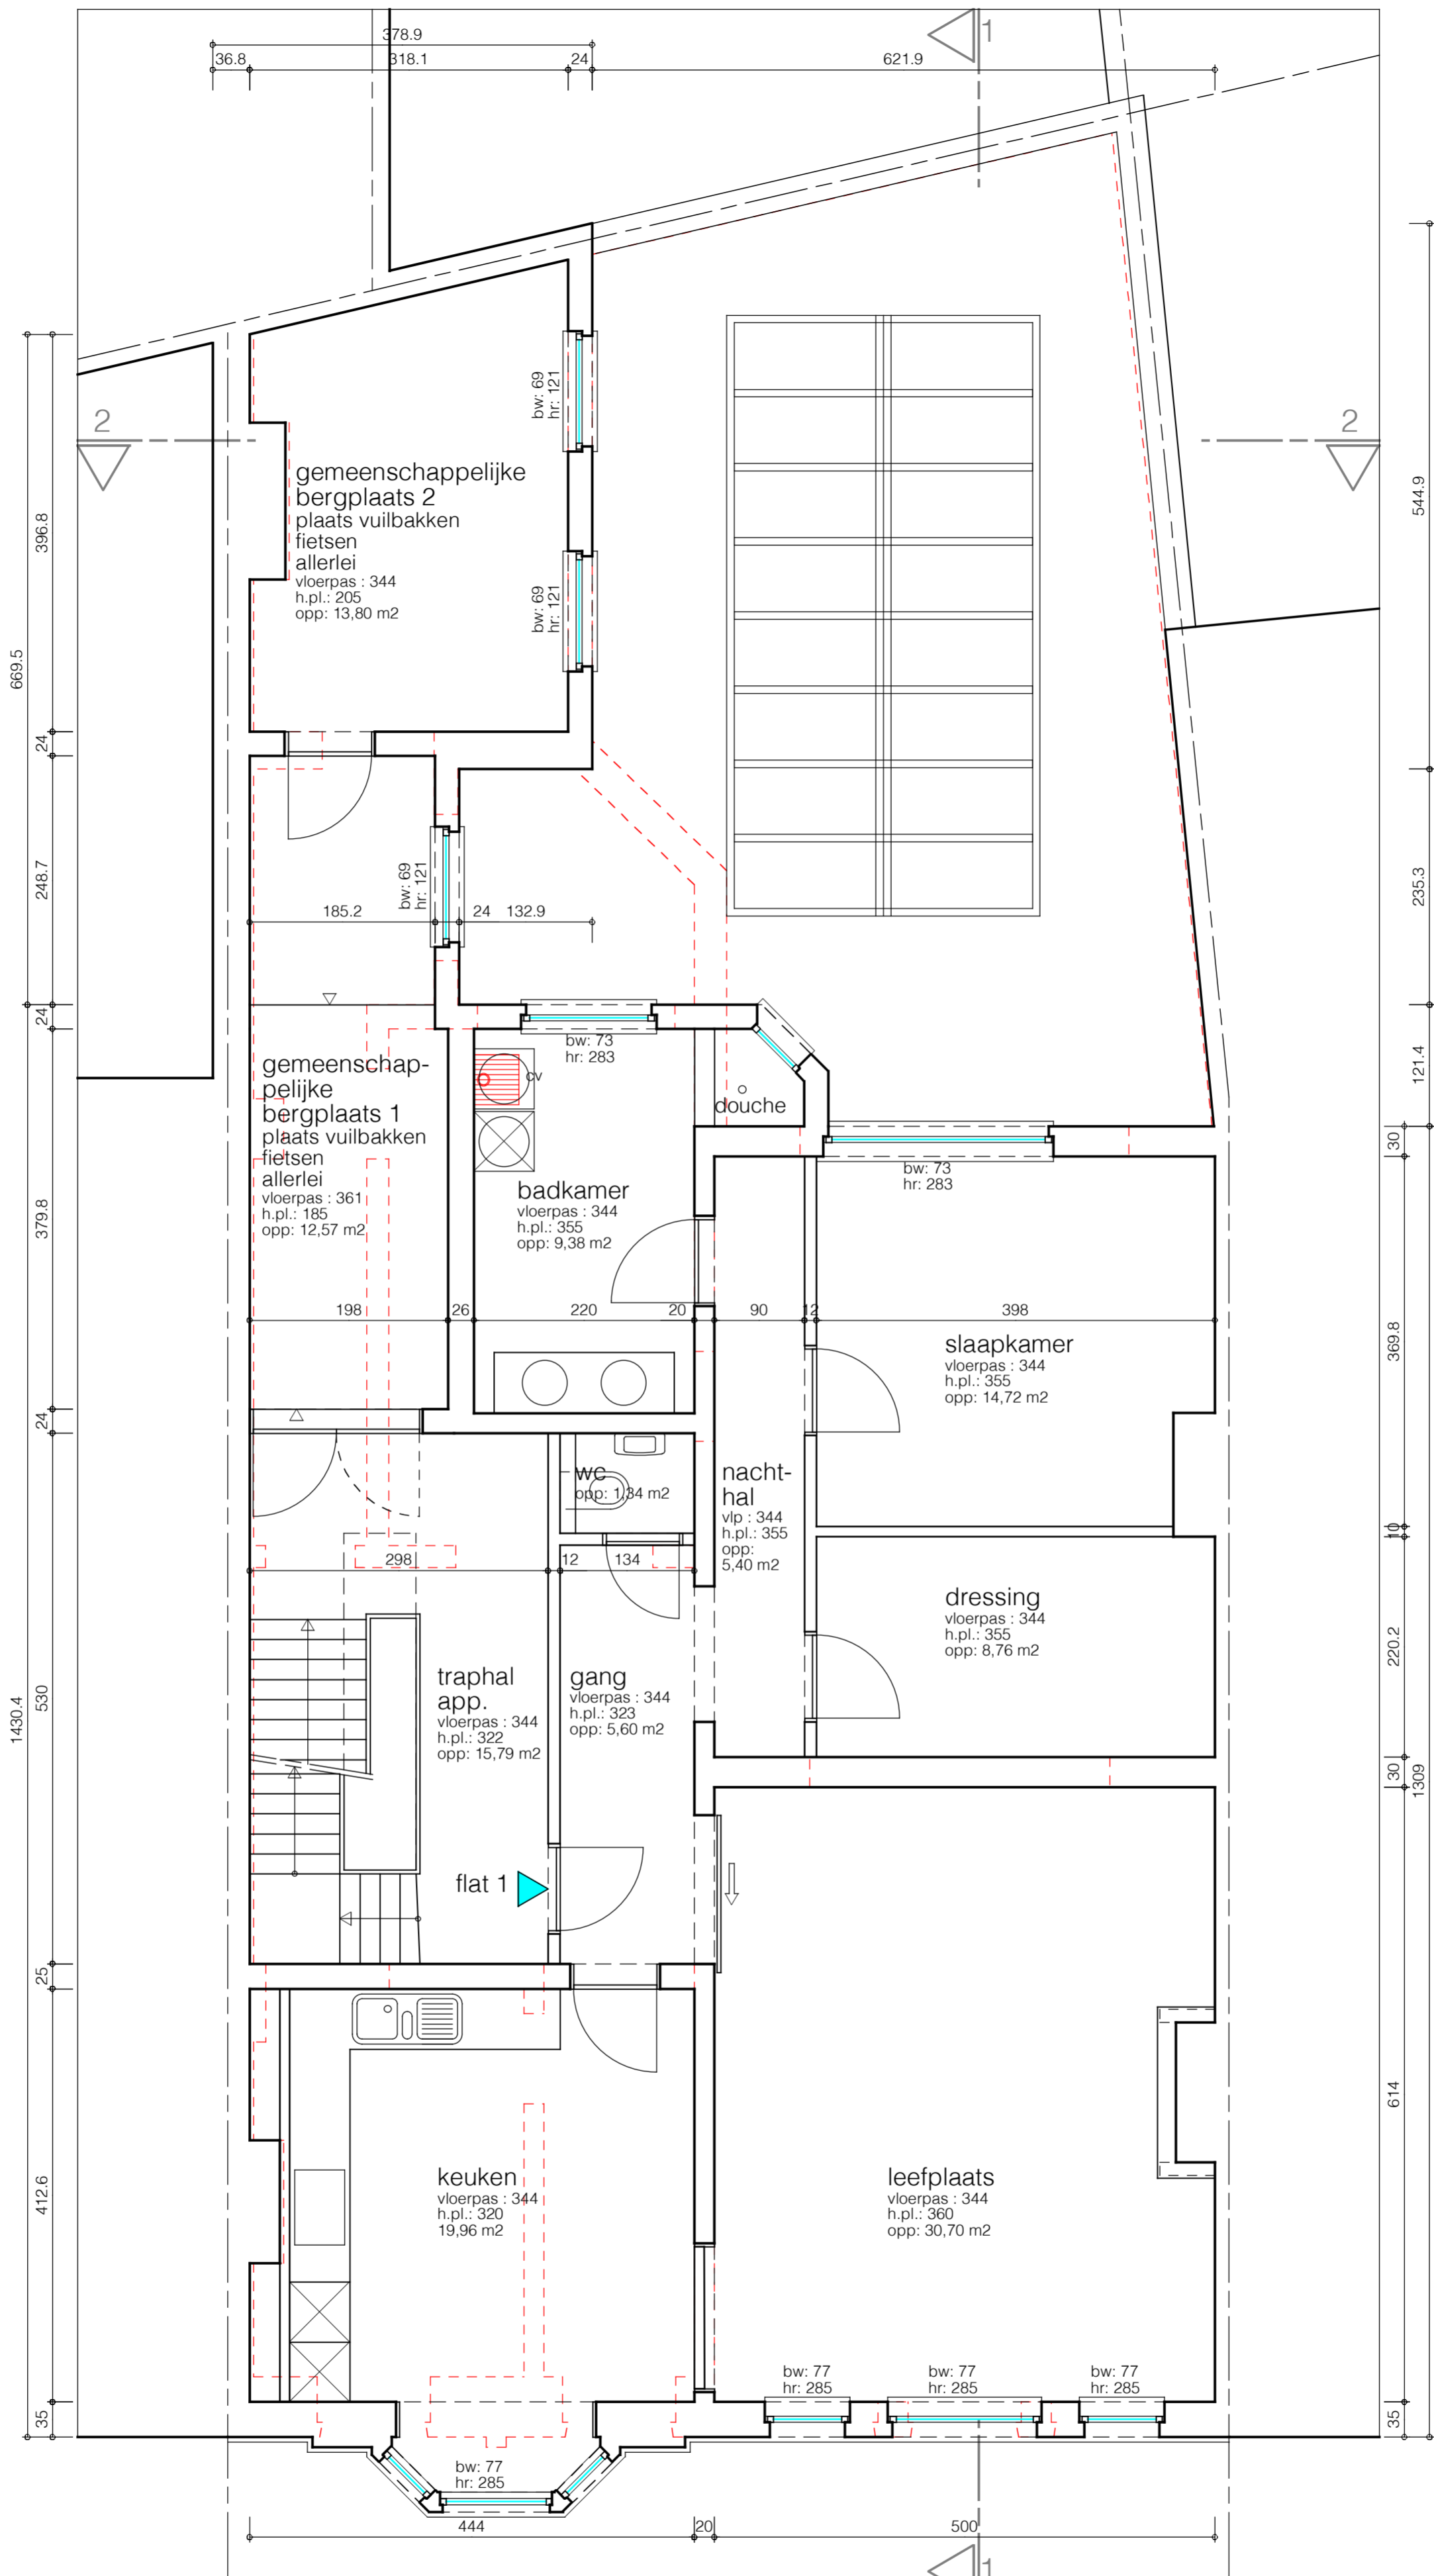 378.9
36.8
318.1
24
621.9
1
2
2
bw: 69
hr: 121
gemeenschappelijke
bergplaats 2
plaats vuilbakken
fietsen
allerlei
vloerpas : 344
h.pl.: 205
opp: 13,80 m2
bw: 69
hr: 121
669.5
396.8
24
248.7
24
379.8
24
1430.4
530
25
412.6
35
544.9
235.3
121.4
30
369.8
10
220.2
30
1309
614
35
bw: 69
hr: 121
185.2
24
132.9
bw: 73
hr: 283
cv
douche
gemeenschap-
pelijke
bergplaats 1
plaats vuilbakken
fietsen
allerlei
vloerpas : 361
h.pl.: 185
opp: 12,57 m2
badkamer
vloerpas : 344
h.pl.: 355
opp: 9,38 m2
bw: 73
hr: 283
198
26
220
20
90
12
398
slaapkamer
vloerpas : 344
h.pl.: 355
opp: 14,72 m2
wc
opp: 1,34 m2
nacht-
hal
vlp : 344
h.pl.: 355
opp:
5,40 m2
298
12
134
dressing
vloerpas : 344
h.pl.: 355
opp: 8,76 m2
traphal
app.
vloerpas : 344
h.pl.: 322
opp: 15,79 m2
gang
vloerpas : 344
h.pl.: 323
opp: 5,60 m2
flat 1
keuken
vloerpas : 344
h.pl.: 320
19,96 m2
leefplaats
vloerpas : 344
h.pl.: 360
opp: 30,70 m2
bw: 77
hr: 285
bw: 77
hr: 285
bw: 77
hr: 285
bw: 77
hr: 285
444
20
500
1